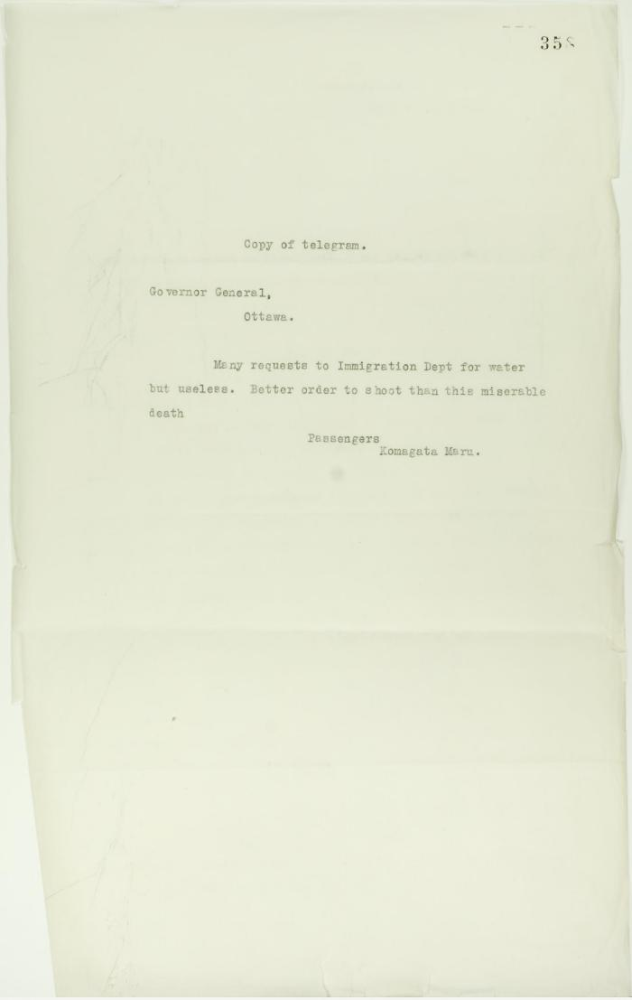 358
Copy of telegram.
Governor General,
Ottawa.
Many requests to Immigration Dept for water
but useless. Better order to shoot than this miserable
death
Passengers
Komagata Maru.